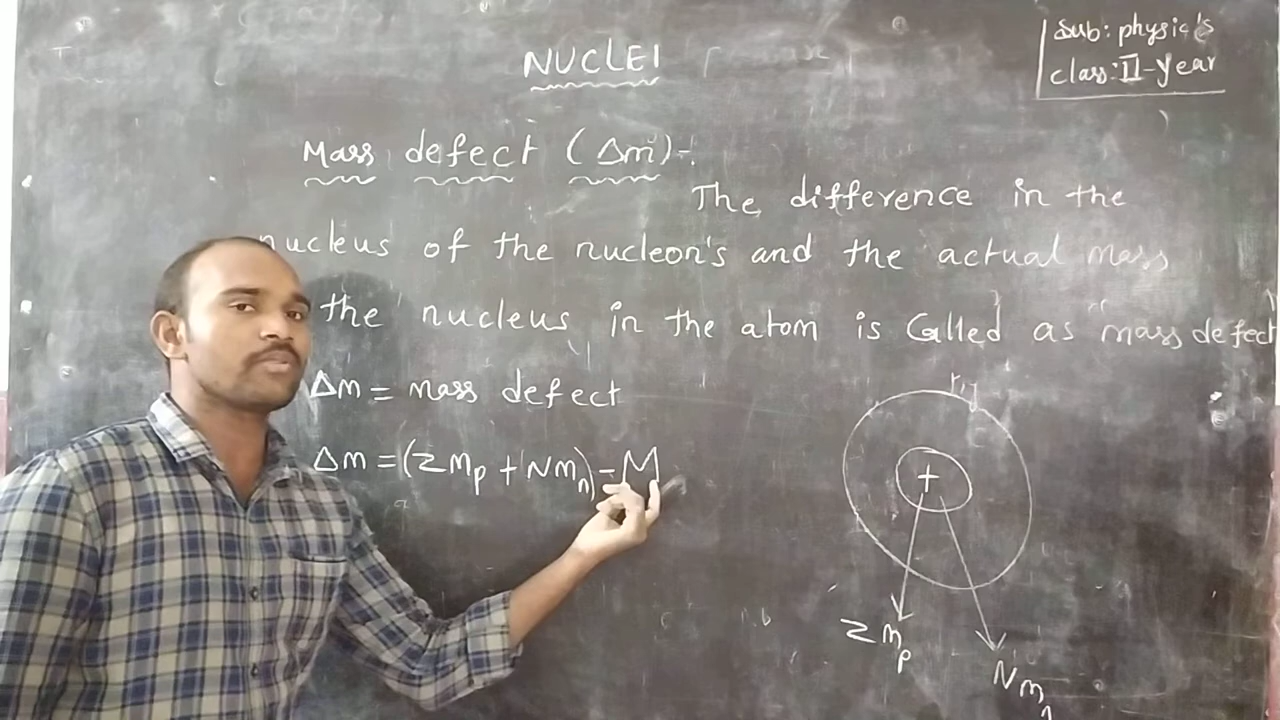 NUCLEI
Sub: physic's
class: II-year
Mass defect (Δm):-
The difference in the
nucleus of the nucleon's and the actual mass
the nucleus in the atom is Called as "mass defect
Δm = mass defect
Δm = (Zmp + Nmn) - M
+
Zmp
Nmn